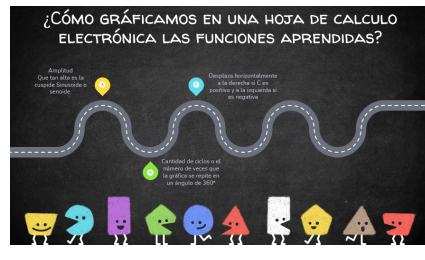 ¿Cómo gráficamos en una hoja de calculo
electrónica las funciones aprendidas?
Amplitud
Que tan alta es la
cuspide Sinusoide o
senoide
A
C
Desplaza horizontalmente
a la derecha si C es
positivo y a la izquierda si
es negativa
B
Cantidad de ciclos o el
número de veces que
la gráfica se repite en
un ángulo de 360°